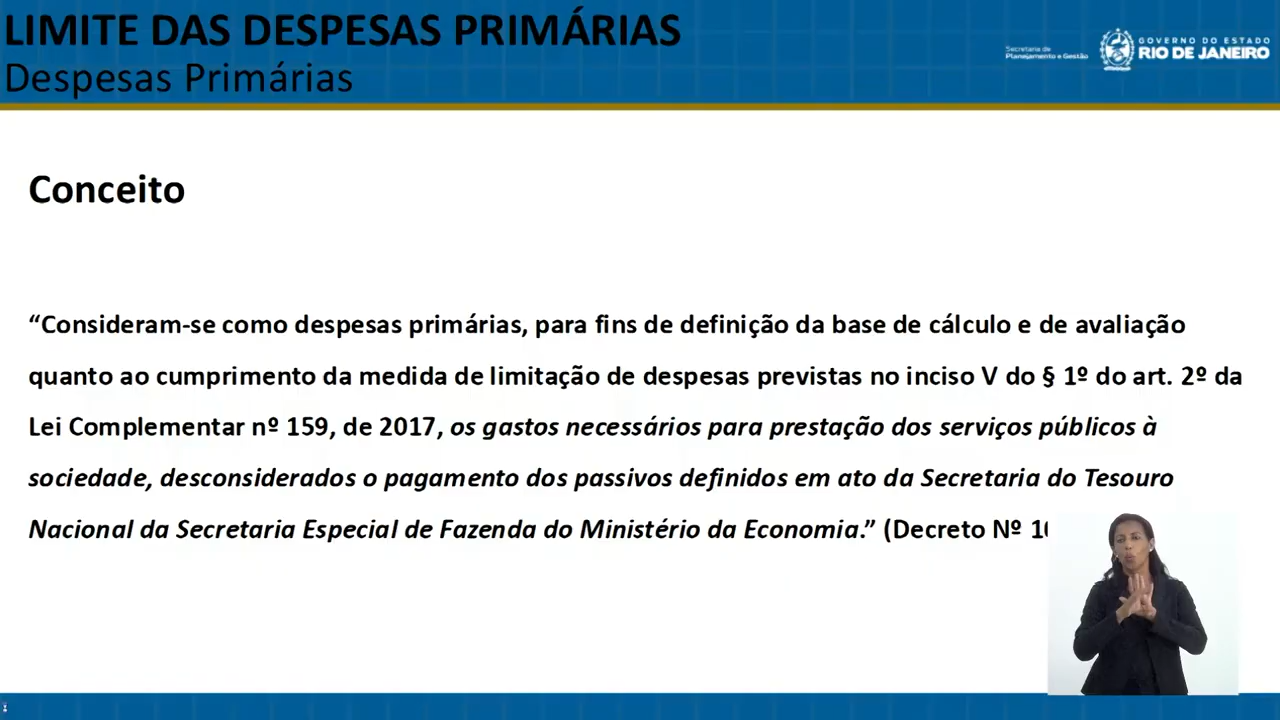 LIMITE DAS DESPESAS PRIMÁRIAS
Despesas Primárias
Secretaria de
Planejamento e Gestão
GOVERNO DO ESTADO
RIO DE JANEIRO
Conceito
“Consideram-se como despesas primárias, para fins de definição da base de cálculo e de avaliação
quanto ao cumprimento da medida de limitação de despesas previstas no inciso V do § 1º do art. 2º da
Lei Complementar nº 159, de 2017, os gastos necessários para prestação dos serviços públicos à
sociedade, desconsiderados o pagamento dos passivos definidos em ato da Secretaria do Tesouro
Nacional da Secretaria Especial de Fazenda do Ministério da Economia.” (Decreto Nº